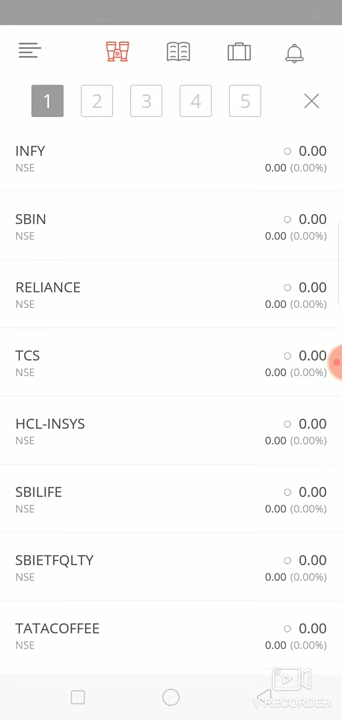 1 2 3 4 5
INFY 0.00
NSE 0.00 (0.00%)
SBIN 0.00
NSE 0.00 (0.00%)
RELIANCE 0.00
NSE 0.00 (0.00%)
TCS 0.00
NSE 0.00 (0.00%)
HCL-INSYS 0.00
NSE 0.00 (0.00%)
SBILIFE 0.00
NSE 0.00 (0.00%)
SBIETFQLTY 0.00
NSE 0.00 (0.00%)
TATACOFFEE 0.00
NSE 0.00 (0.00%)
V RECORDER